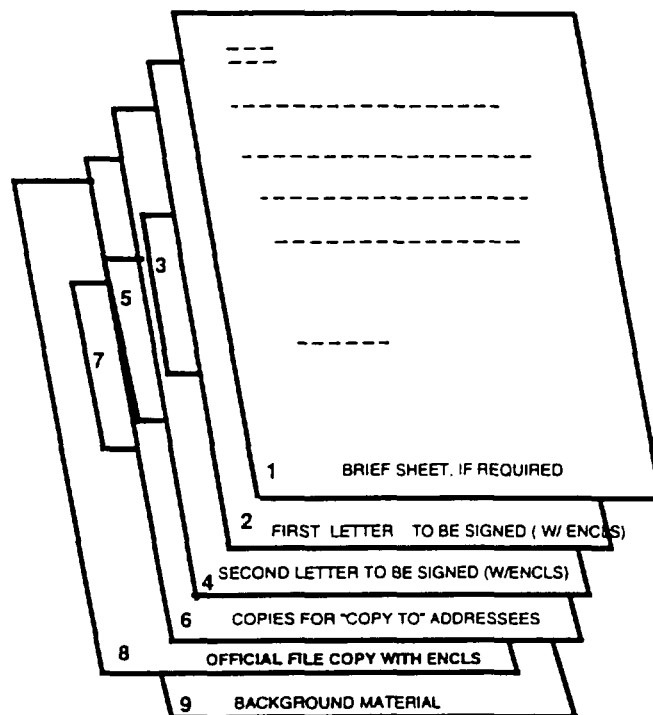 3
5
7
1 BRIEF SHEET, IF REQUIRED
2 FIRST LETTER TO BE SIGNED ( W/ ENCLS)
4 SECOND LETTER TO BE SIGNED (W/ENCLS)
6 COPIES FOR "COPY TO" ADDRESSEES
8 OFFICIAL FILE COPY WITH ENCLS
9 BACKGROUND MATERIAL